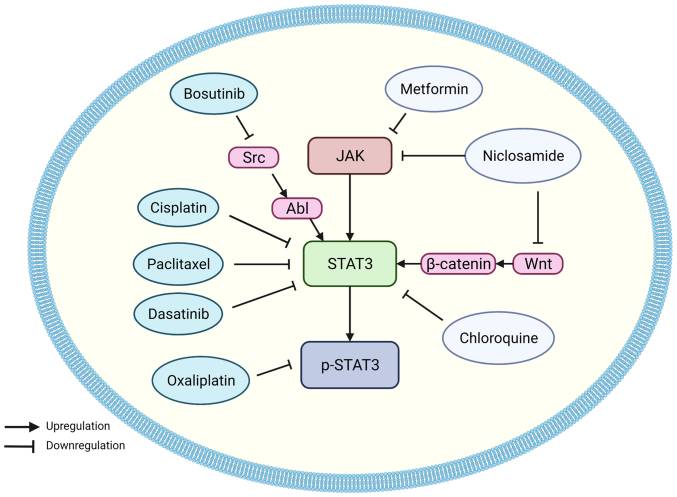 Metformin
Bosutinib
Src
JAK
Niclosamide
Cisplatin
Abl
Paclitaxel
STAT3
β-catenin
Wnt
Dasatinib
Chloroquine
p-STAT3
Oxaliplatin
Upregulation
Downregulation